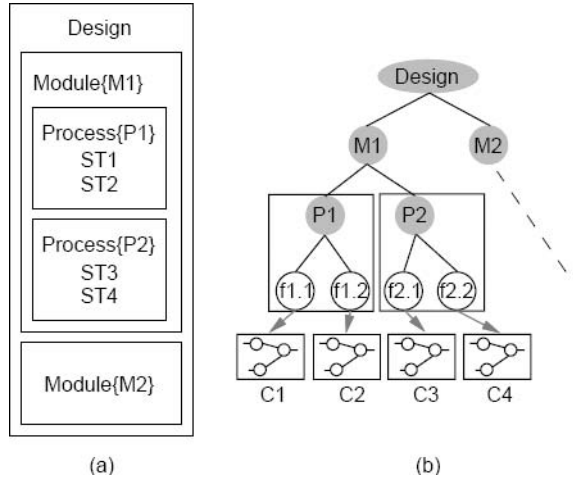 Design
Module{M1}
Process{P1}
ST1
ST2
Process{P2}
ST3
ST4
Module{M2}
(a)
Design
M1 M2
P1 P2
f1.1 f1.2 f2.1 f2.2
C1 C2 C3 C4
(b)